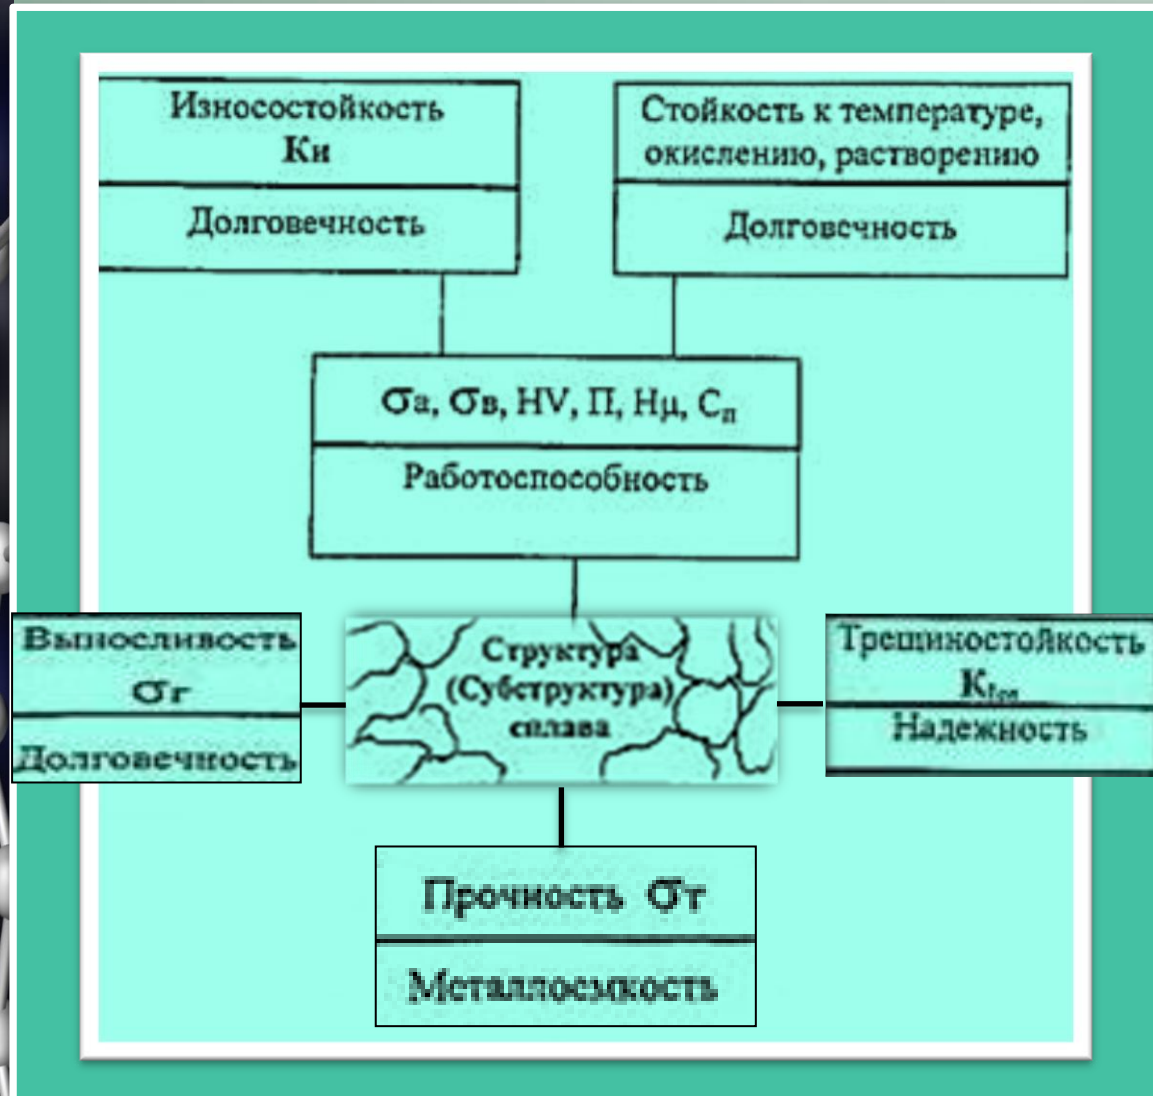 Износостойкость
Ки
Долговечность
Стойкость к температуре,
окислению, растворению
Долговечность
σа, σв, HV, П, Hμ, Сп
Работоспособность
Выносливость
σr
Долговечность
Структура
(Субструктура)
сплава
Трещиностойкость
Надежность
Прочность σт
Металлоемкость